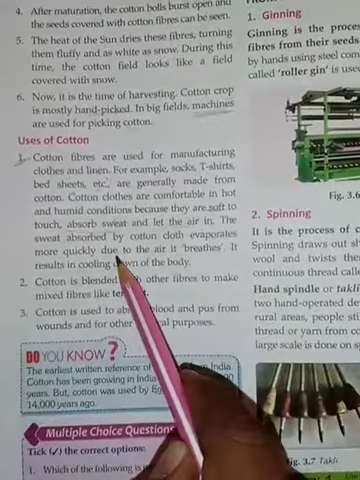 4. After maturation, the cotton bolls burst open and
the seeds covered with cotton fibres can be seen.
5. The heat of the Sun dries these fibres, turning
them fluffy and as white as snow. During this
time, the cotton field looks like a field
covered with snow.
6. Now, it is the time of harvesting. Cotton crop
is mostly hand-picked. In big fields, machines
are used for picking cotton.
Uses of Cotton
1. Cotton fibres are used for manufacturing
clothes and linen. For example, socks, T-shirts,
bed sheets, etc., are generally made from
cotton. Cotton clothes are comfortable in hot
and humid conditions because they are soft to
touch, absorb sweat and let the air in. The
sweat absorbed by cotton cloth evaporates
more quickly due to the air it 'breathes'. It
results in cooling down of the body.
2. Cotton is blended other fibres to make
mixed fibres like
3. Cotton is used to blood and pus from
wounds and for other purposes.
DO YOU KNOW?
The earliest written reference of India.
Cotton has been growing in India
years. But, cotton was used by
14,000 years ago.
Multiple Choice Questions
Tick (✓) the correct options:
1. Which of the following is
1. Ginning
Ginning is the proces
fibres from their seeds
by hands using steel com
called 'roller gin' is used
Fig. 3.6
2. Spinning
It is the process of c
Spinning draws out sh
wool and twists the
continuous thread calle
Hand spindle or takli
two hand-operated de
rural areas, people sti
thread or yarn from co
large scale is done on s
Fig. 3.7 Takli